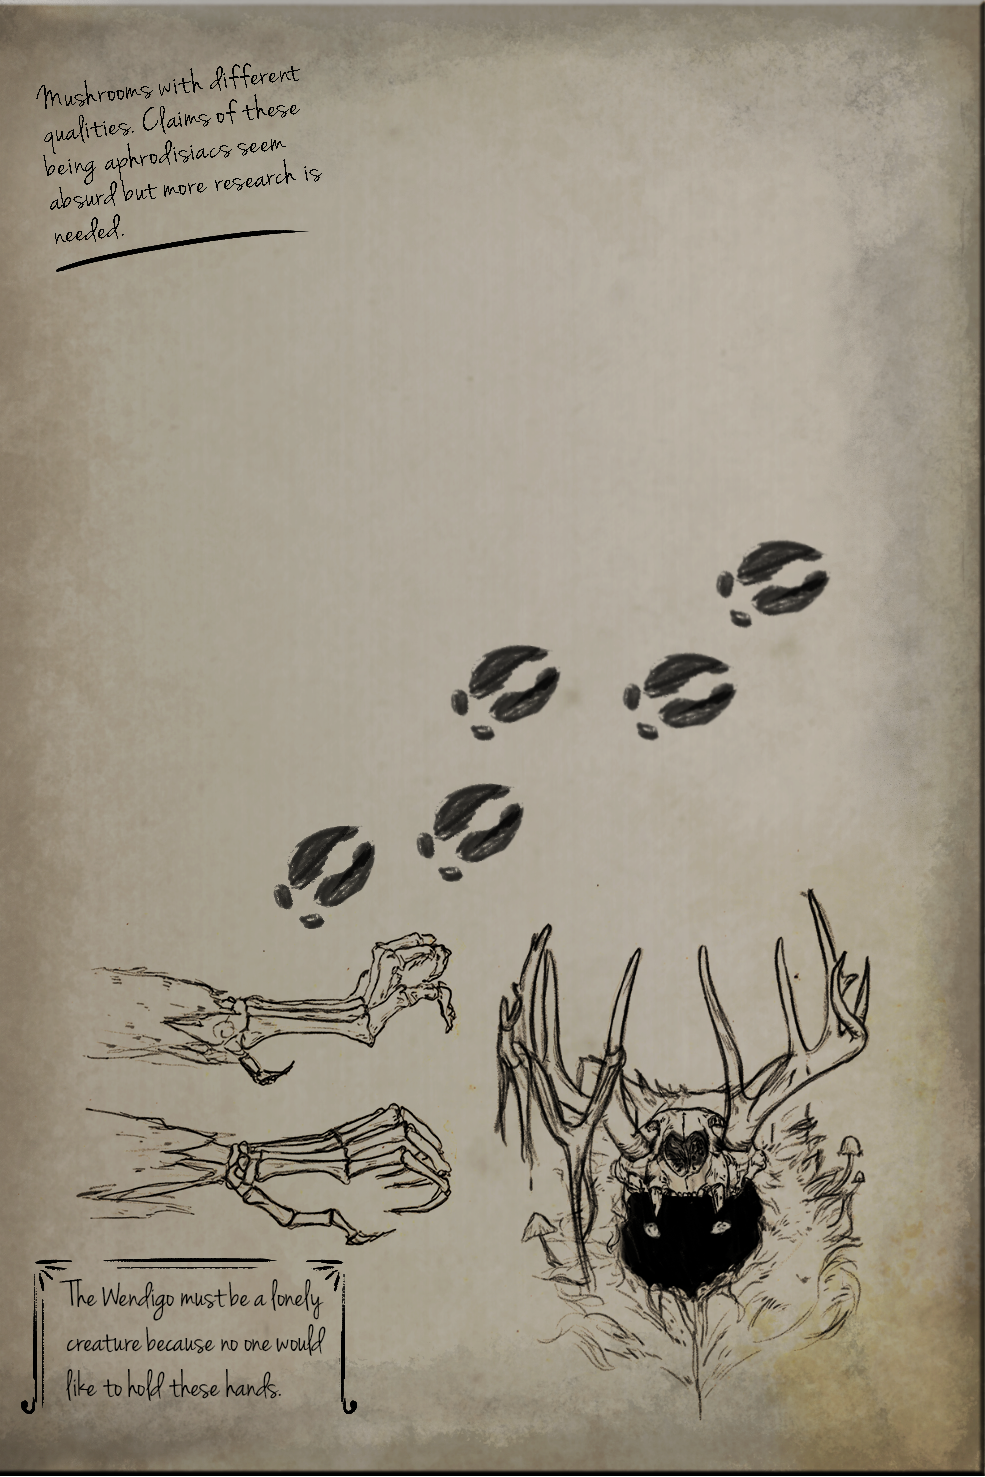 Mushrooms with different
qualities. Claims of these
being aphrodisiacs seem
absurd but more research is
needed.
The Wendigo must be a lonely
creature because no one would
like to hold these hands.